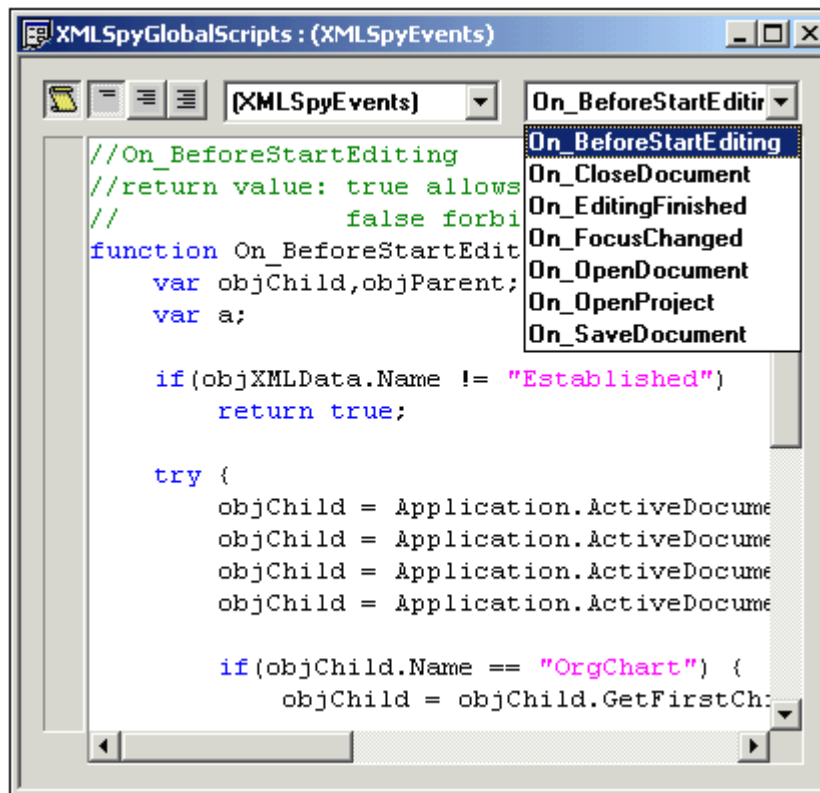 XMLSpyGlobalScripts : (XMLSpyEvents)
(XMLSpyEvents)
On_BeforeStartEditir
On_BeforeStartEditing
On_CloseDocument
On_EditingFinished
On_FocusChanged
On_OpenDocument
On_OpenProject
On_SaveDocument
//On_BeforeStartEditing
//return value: true allows
// false forbi
function On_BeforeStartEdit
var objChild,objParent;
var a;
if(objXMLData.Name != "Established")
return true;
try {
objChild = Application.ActiveDocume
objChild = Application.ActiveDocume
objChild = Application.ActiveDocume
objChild = Application.ActiveDocume
if(objChild.Name == "OrgChart") {
objChild = objChild.GetFirstChi